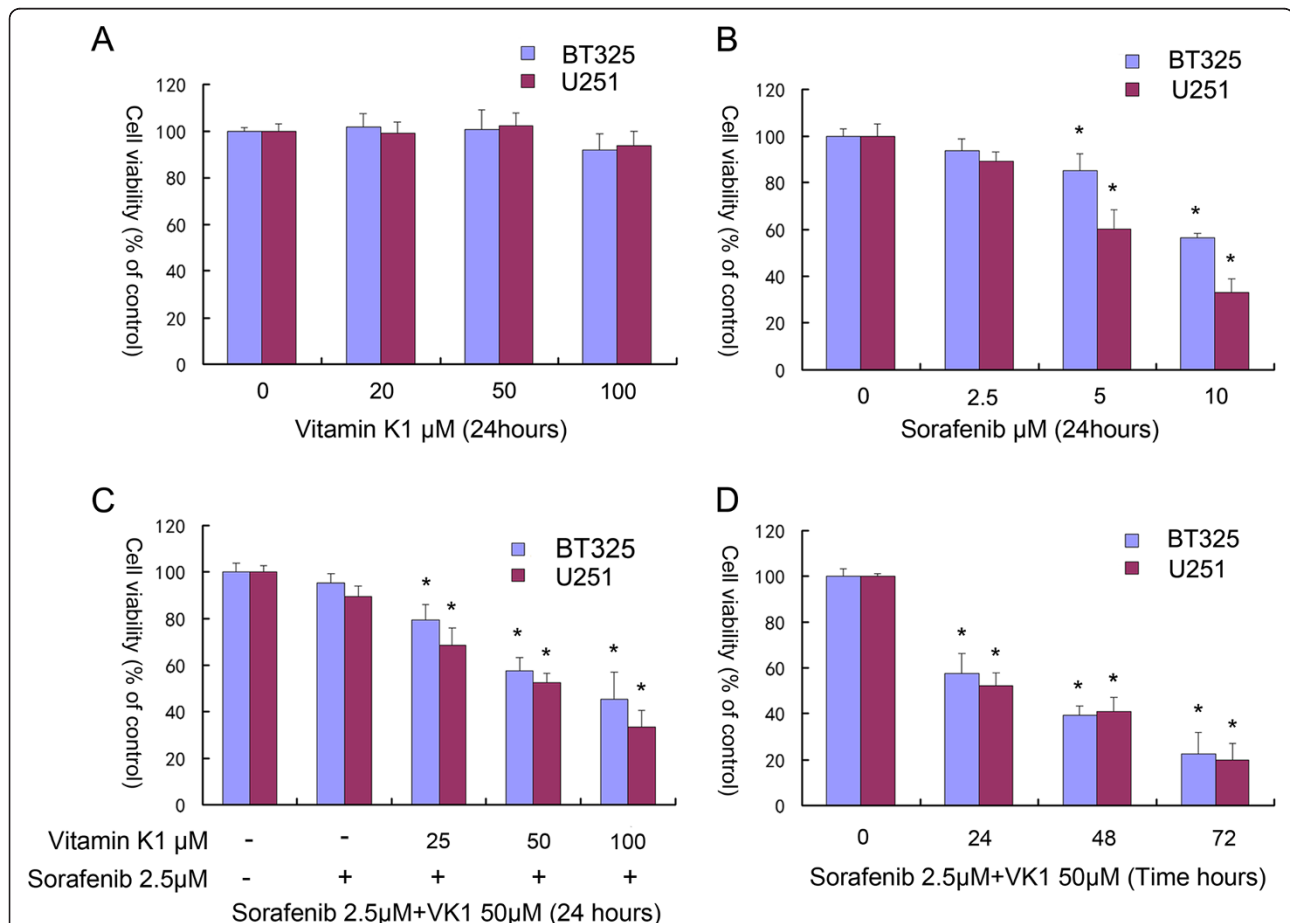 A
BT325
U251
Cell viability (% of control)
120
100
80
60
40
20
0
0 20 50 100
Vitamin K1 µM (24hours)
B
BT325
U251
Cell viability (% of control)
120
100
80
60
40
20
0
* * * *
0 2.5 5 10
Sorafenib µM (24hours)
C
BT325
U251
Cell viability (% of control)
120
100
80
60
40
20
0
* * * * * *
Vitamin K1 µM - - 25 50 100
Sorafenib 2.5µM - + + + +
Sorafenib 2.5µM+VK1 50µM (24 hours)
D
BT325
U251
Cell viability (% of control)
120
100
80
60
40
20
0
* * * * * *
0 24 48 72
Sorafenib 2.5µM+VK1 50µM (Time hours)